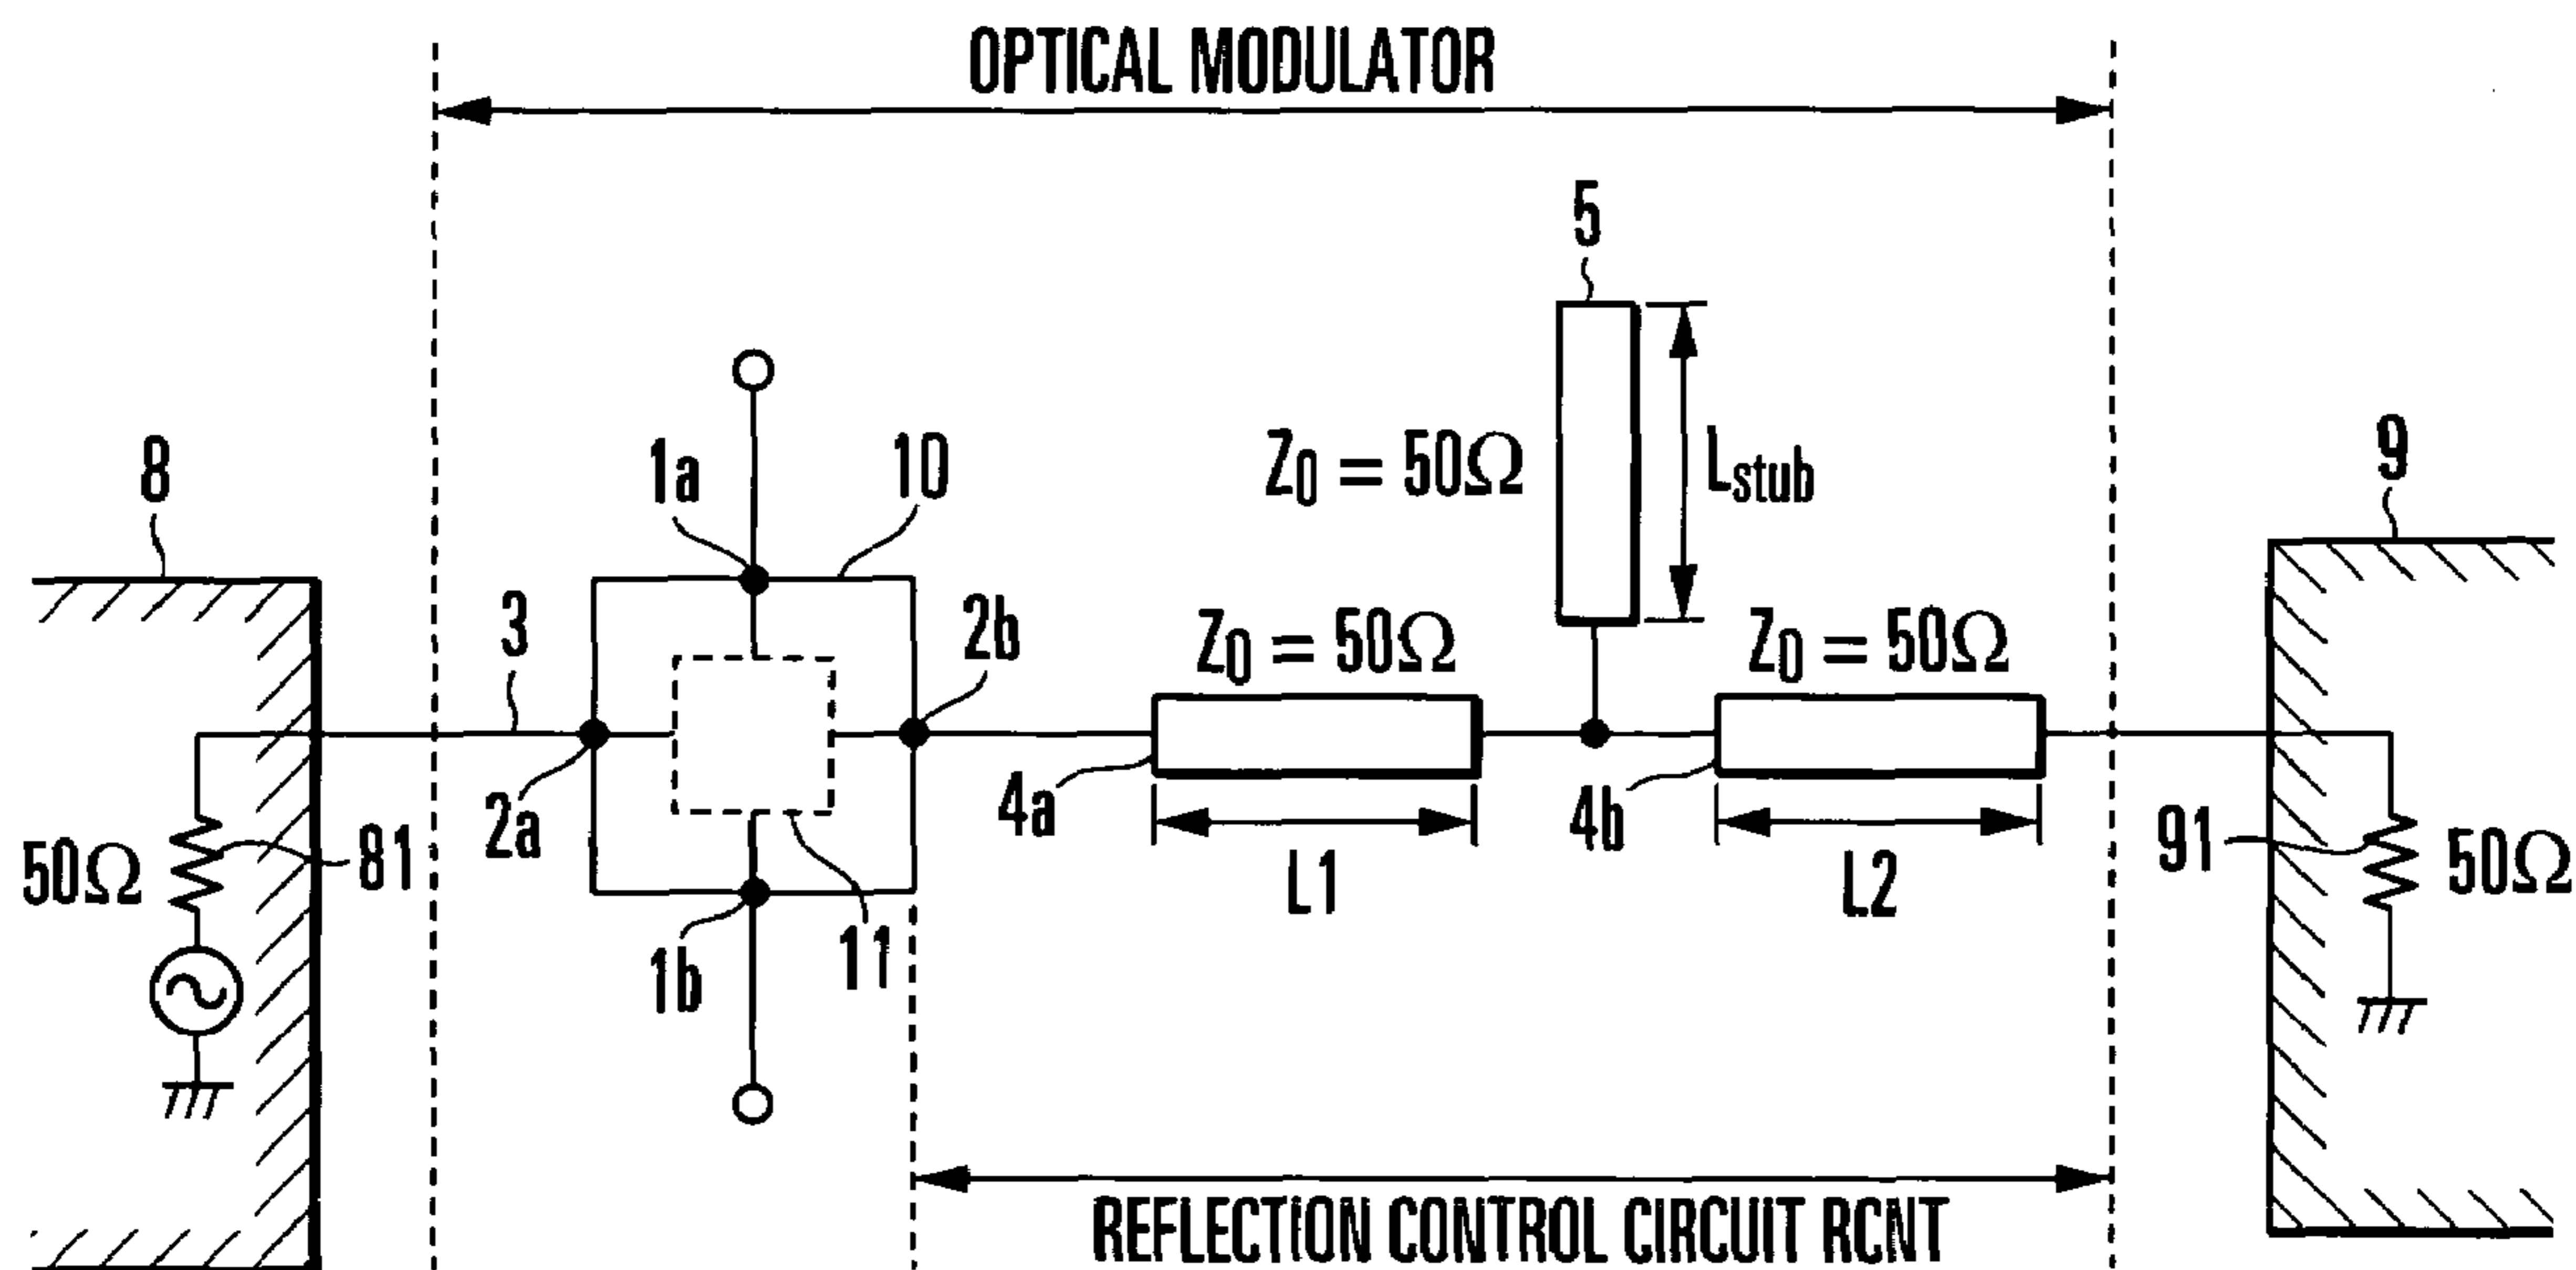 OPTICAL MODULATOR
5
8
1a
10
Z0 = 50Ω
Lstub
9
3
2b
Z0 = 50Ω
Z0 = 50Ω
2a
4a
4b
50Ω
81
L1
L2
91
50Ω
1b
11
REFLECTION CONTROL CIRCUIT RCNT